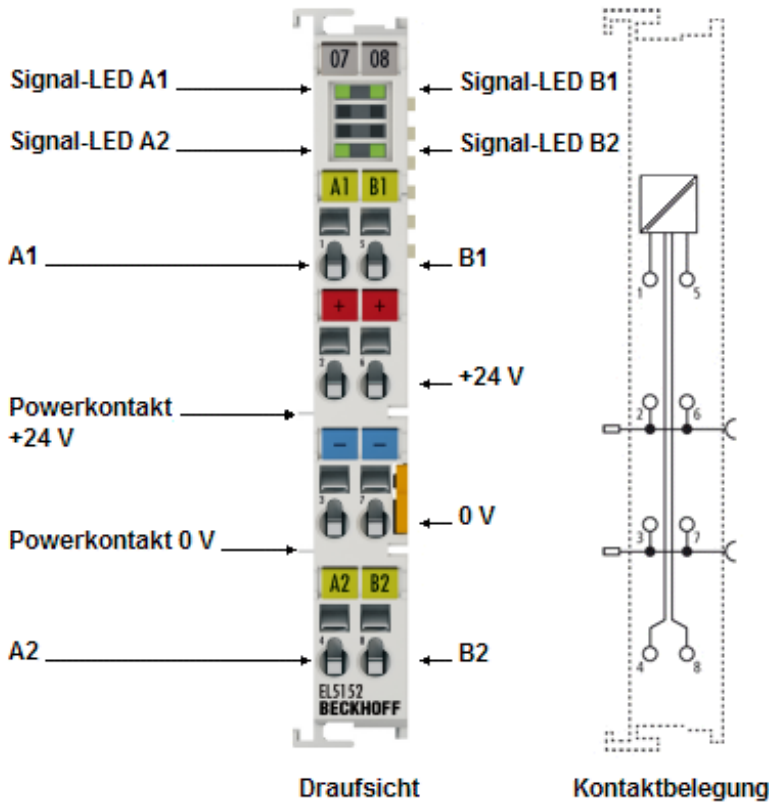 07 08
Signal-LED A1
Signal-LED B1
Signal-LED A2
Signal-LED B2
A1 B1
1 5
A1
B1
+ +
2 6
+24 V
Powerkontakt
+24 V
– –
3 7
0 V
Powerkontakt 0 V
A2 B2
4 8
A2
B2
EL5152
BECKHOFF
1 5
2 6
3 7
4 8
Draufsicht
Kontaktbelegung